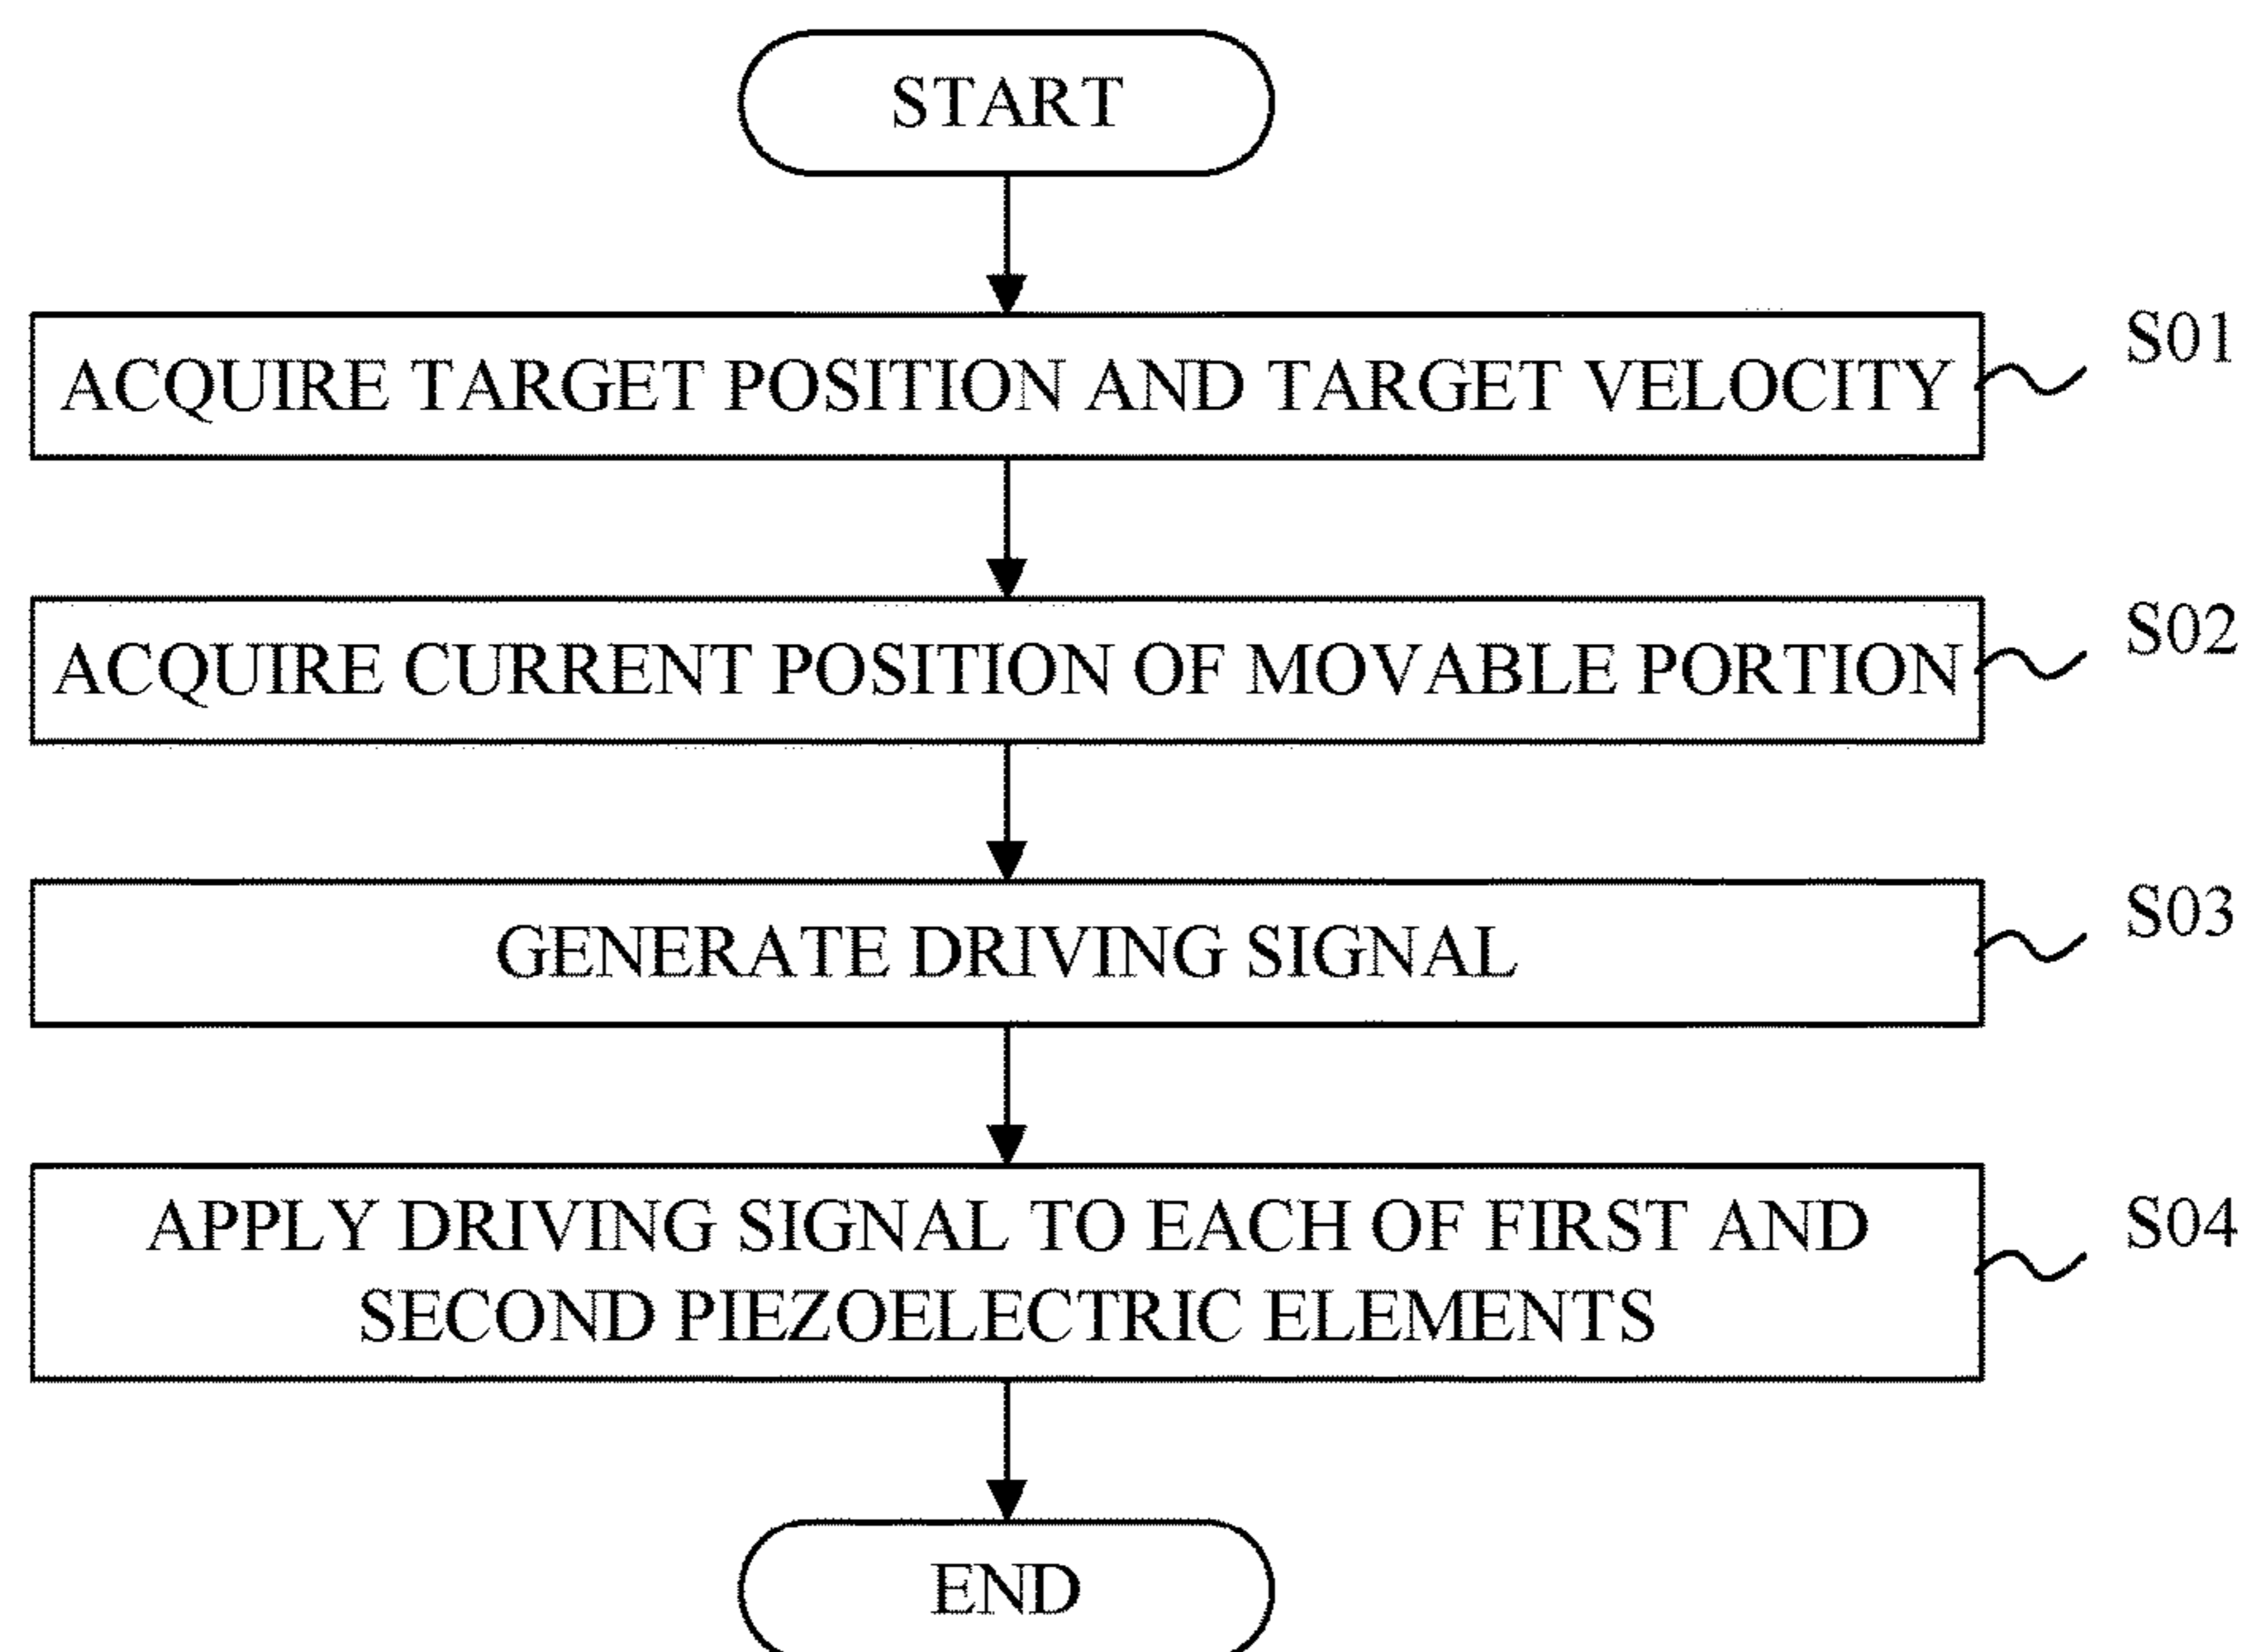 START
ACQUIRE TARGET POSITION AND TARGET VELOCITY
S01
ACQUIRE CURRENT POSITION OF MOVABLE PORTION
S02
GENERATE DRIVING SIGNAL
S03
APPLY DRIVING SIGNAL TO EACH OF FIRST AND
SECOND PIEZOELECTRIC ELEMENTS
S04
END